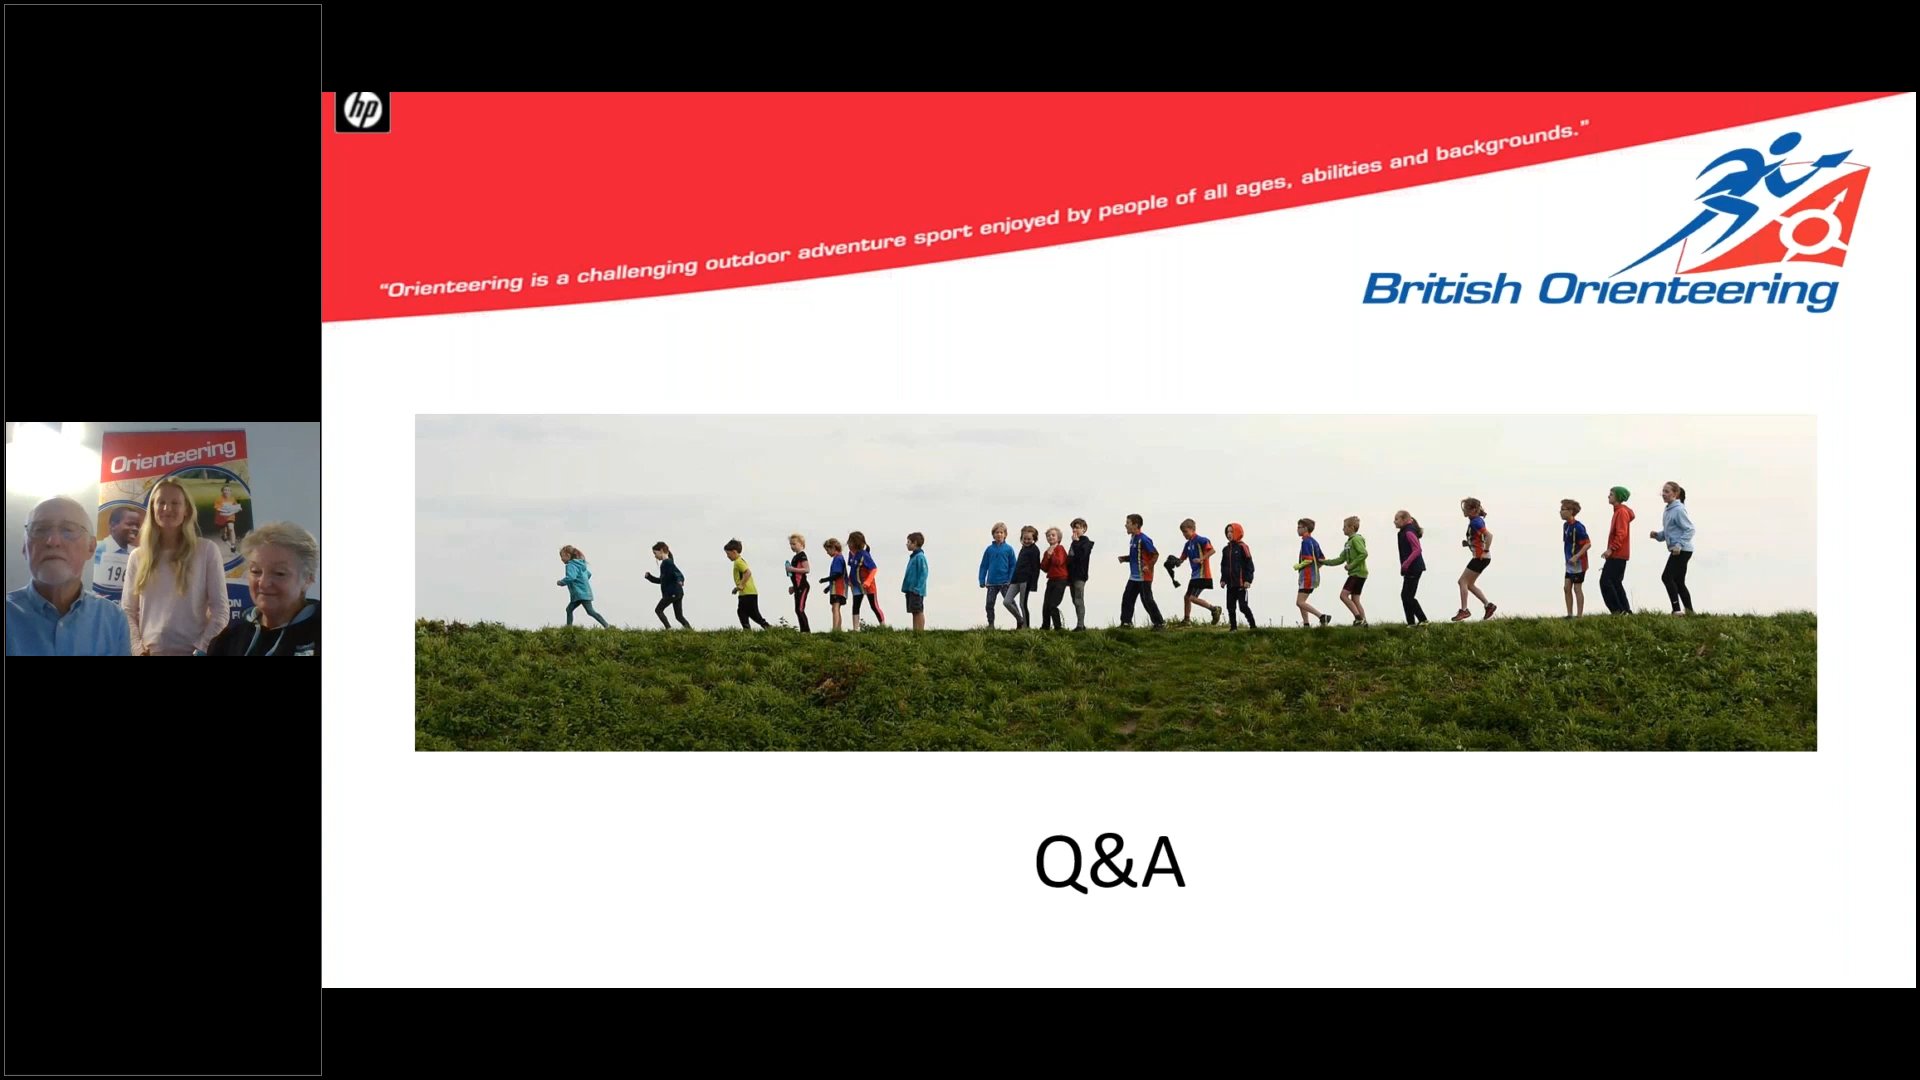 hp
“Orienteering is a challenging outdoor adventure sport enjoyed by people of all ages, abilities and backgrounds.”
British Orienteering
Orienteering
Q&A